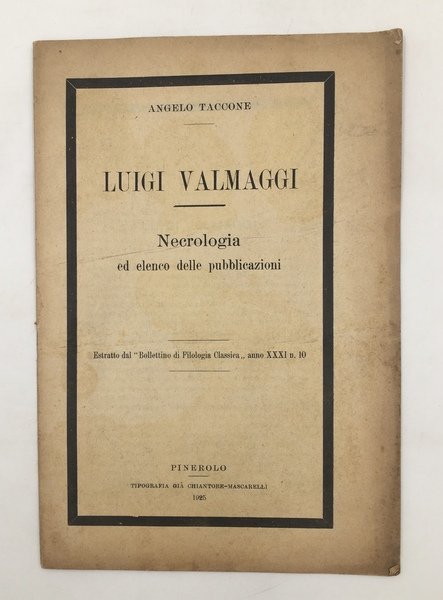 ANGELO TACCONE
LUIGI VALMAGGI
Necrologia
ed elenco delle pubblicazioni
Estratto dal "Bollettino di Filologia Classica„ anno XXXI n. 10
PINEROLO
TIPOGRAFIA GIÀ CHIANTORE-MASCARELLI
1925